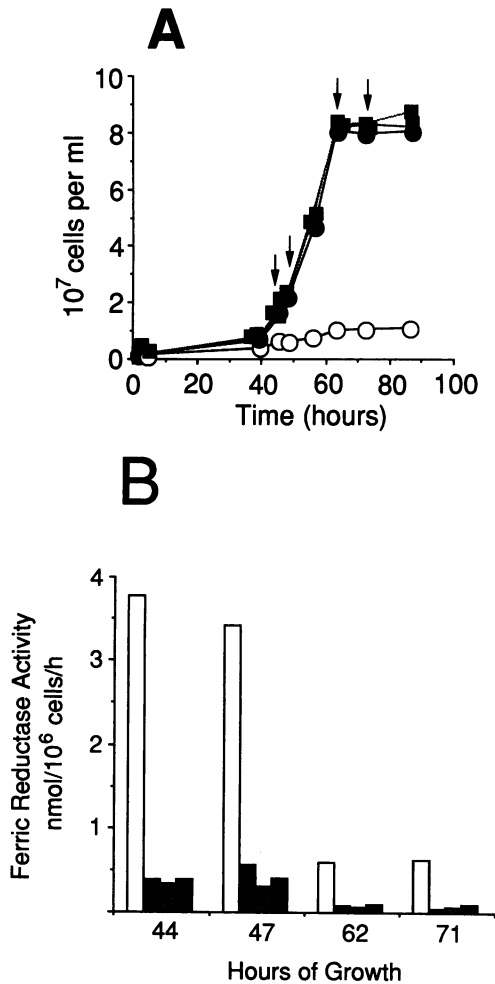 A
10
8
6
4
2
0
10⁷ cells per ml
0 20 40 60 80 100
Time (hours)
B
4
3
2
1
Ferric Reductase Activity
nmol/10⁶ cells/h
44 47 62 71
Hours of Growth